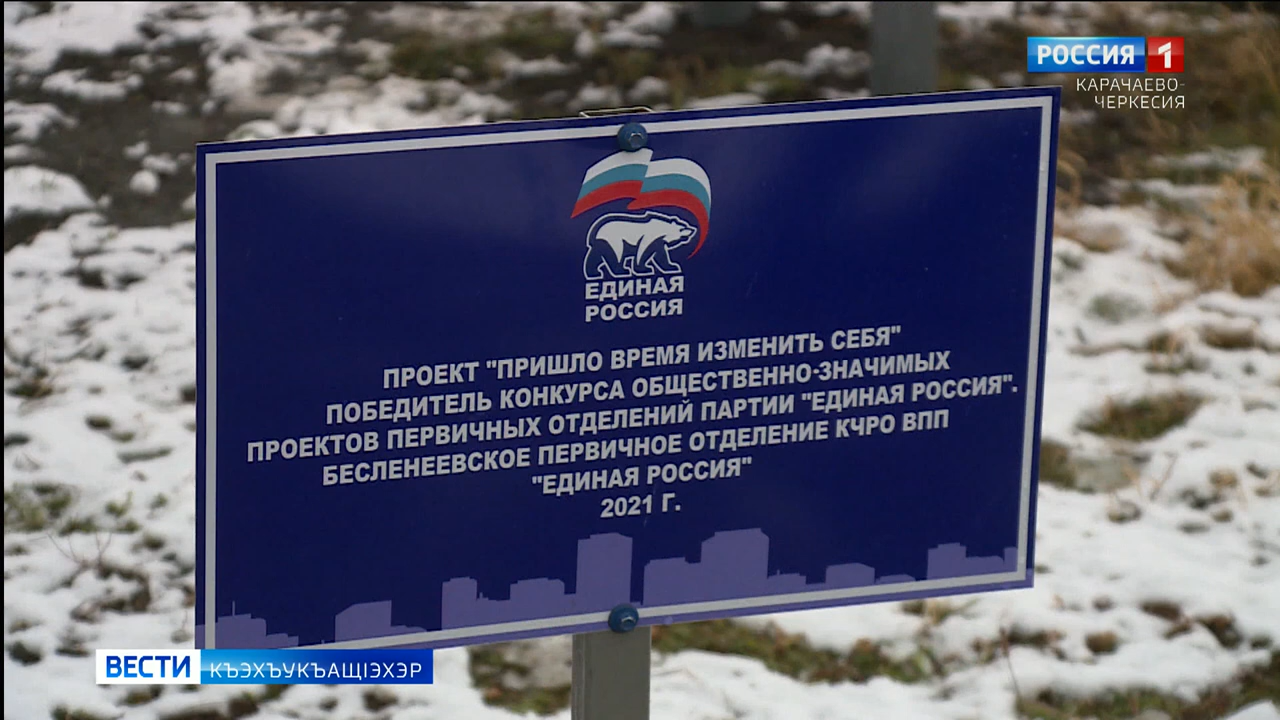 РОССИЯ 1
КАРАЧАЕВО-
ЧЕРКЕСИЯ
ЕДИНАЯ
РОССИЯ
ПРОЕКТ "ПРИШЛО ВРЕМЯ ИЗМЕНИТЬ СЕБЯ"
ПОБЕДИТЕЛЬ КОНКУРСА ОБЩЕСТВЕННО-ЗНАЧИМЫХ
ПРОЕКТОВ ПЕРВИЧНЫХ ОТДЕЛЕНИЙ ПАРТИИ "ЕДИНАЯ РОССИЯ".
БЕСЛЕНЕЕВСКОЕ ПЕРВИЧНОЕ ОТДЕЛЕНИЕ КЧРО ВПП
"ЕДИНАЯ РОССИЯ"
2021 Г.
ВЕСТИ КЪЭХЪУКЪАЩІЭХЭР